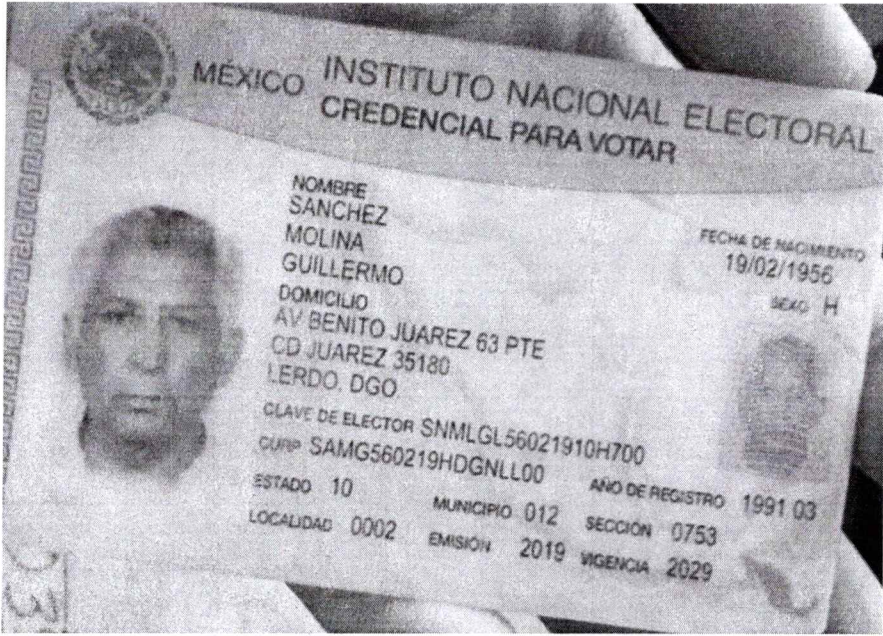 MÉXICO INSTITUTO NACIONAL ELECTORAL
CREDENCIAL PARA VOTAR
NOMBRE
SANCHEZ
MOLINA
GUILLERMO
FECHA DE NACIMIENTO
19/02/1956
SEXO H
DOMICILIO
AV BENITO JUAREZ 63 PTE
CD JUAREZ 35180
LERDO, DGO
CLAVE DE ELECTOR SNMLGL56021910H700
CURP SAMG560219HDGNLL00
AÑO DE REGISTRO 1991 03
ESTADO 10 MUNICIPIO 012 SECCIÓN 0753
LOCALIDAD 0002 EMISIÓN 2019 VIGENCIA 2029